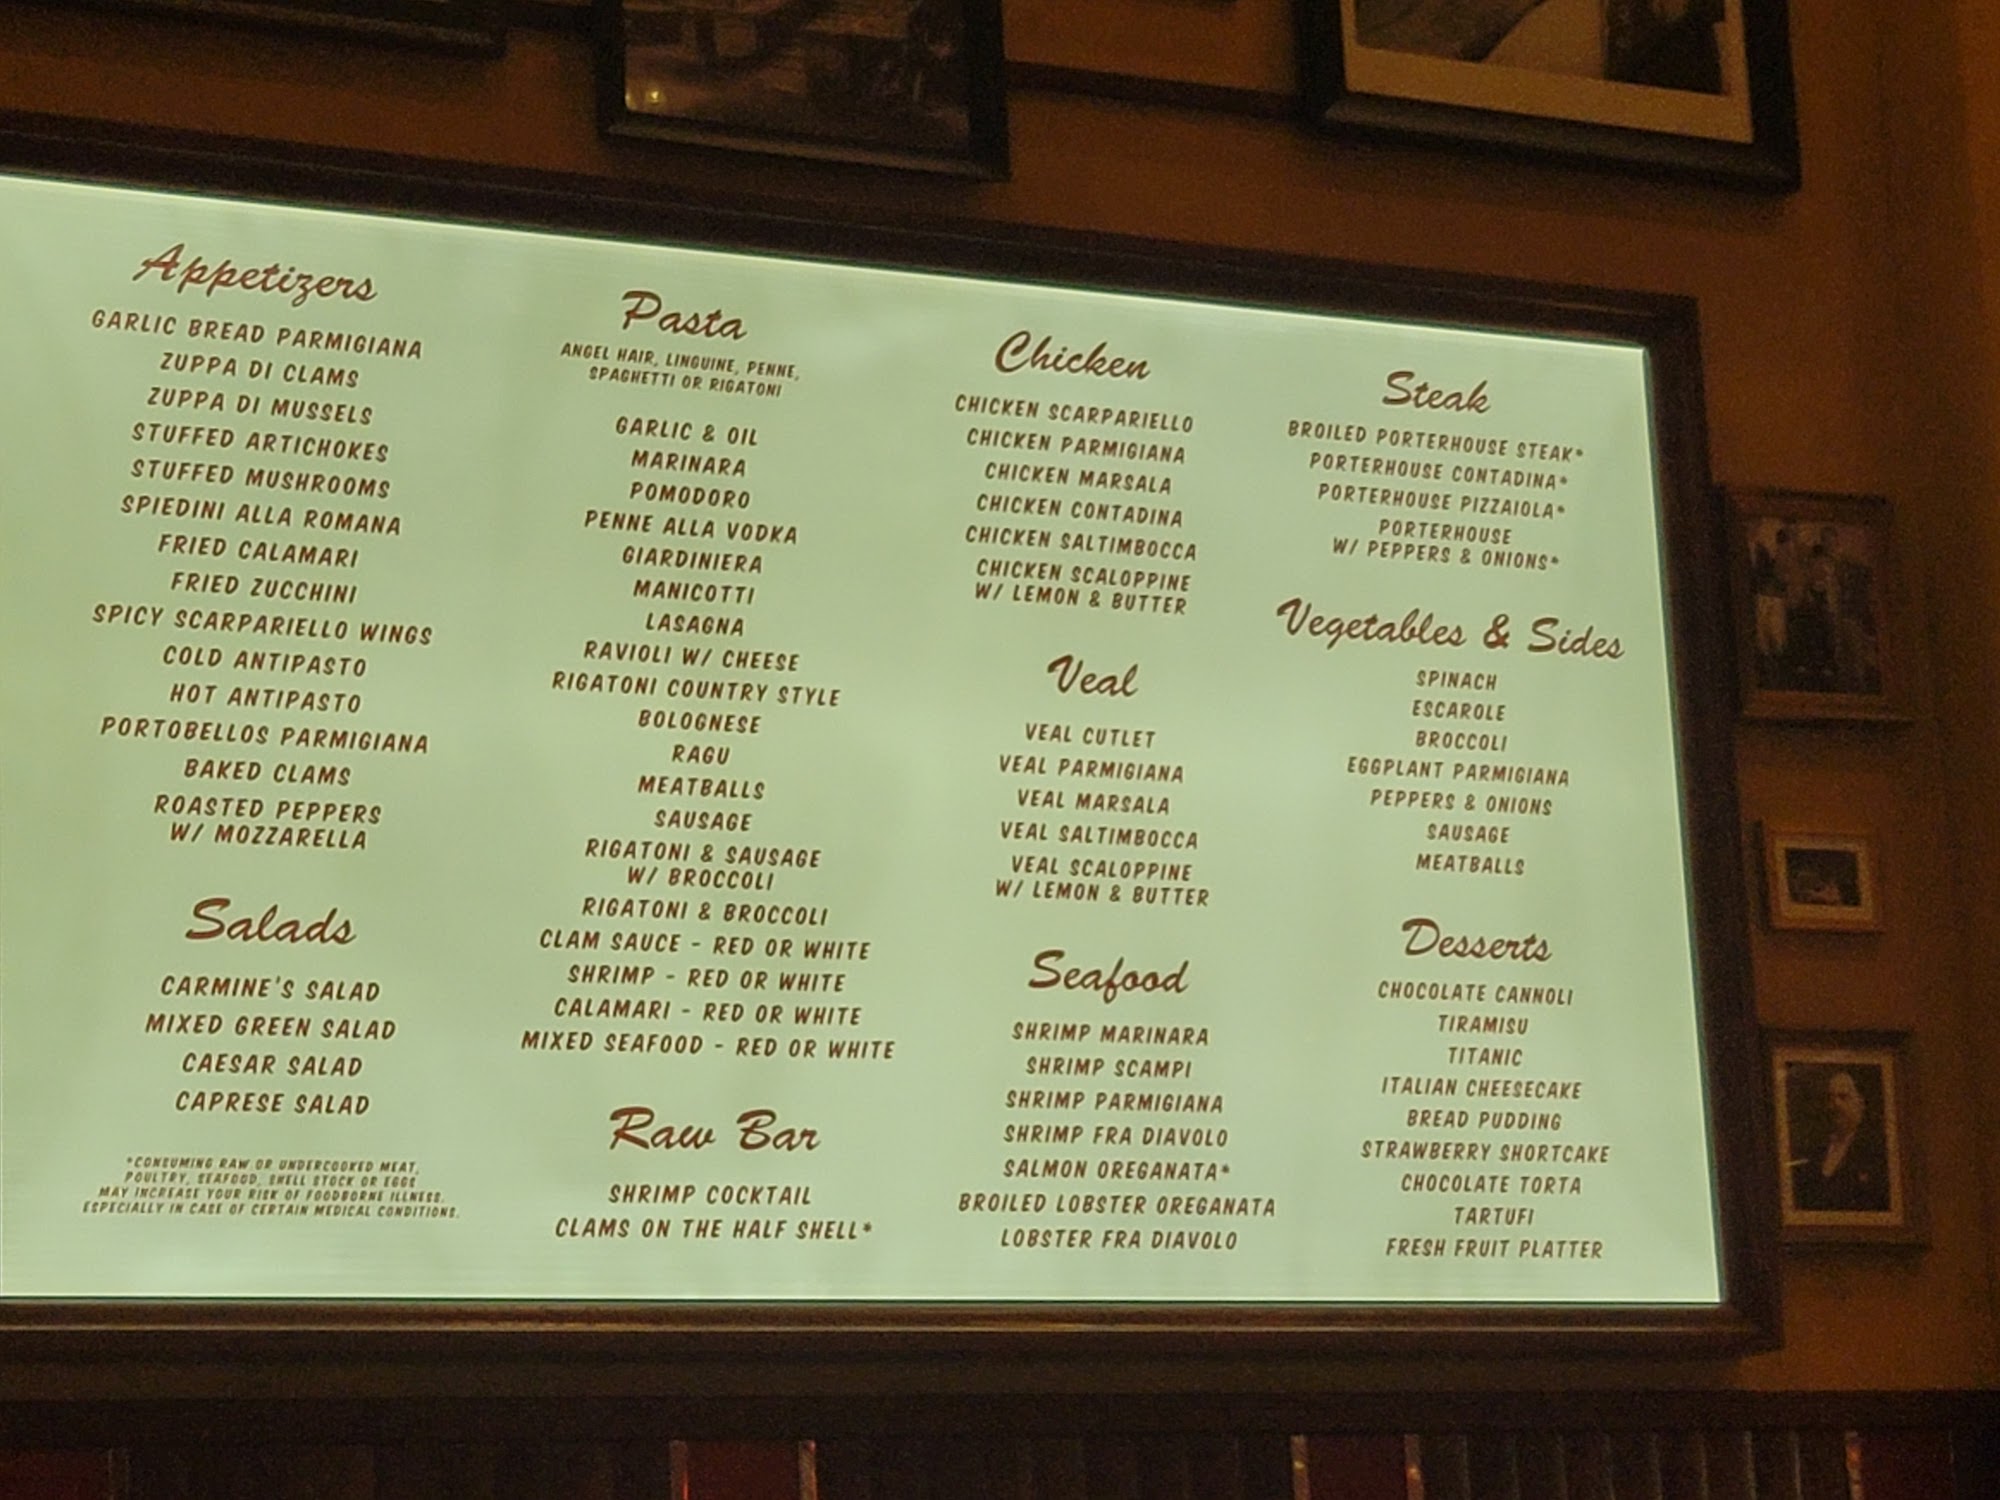 Appetizers
GARLIC BREAD PARMIGIANA
ZUPPA DI CLAMS
ZUPPA DI MUSSELS
STUFFED ARTICHOKES
STUFFED MUSHROOMS
SPIEDINI ALLA ROMANA
FRIED CALAMARI
FRIED ZUCCHINI
SPICY SCARPARIELLO WINGS
COLD ANTIPASTO
HOT ANTIPASTO
PORTOBELLOS PARMIGIANA
BAKED CLAMS
ROASTED PEPPERS
W/ MOZZARELLA
Salads
CARMINE'S SALAD
MIXED GREEN SALAD
CAESAR SALAD
CAPRESE SALAD
*CONSUMING RAW OR UNDERCOOKED MEAT,
POULTRY, SEAFOOD, SHELL STOCK OR EGGS
MAY INCREASE YOUR RISK OF FOODBORNE ILLNESS.
ESPECIALLY IN CASE OF CERTAIN MEDICAL CONDITIONS.
Pasta
ANGEL HAIR, LINGUINE, PENNE,
SPAGHETTI OR RIGATONI
GARLIC & OIL
MARINARA
POMODORO
PENNE ALLA VODKA
GIARDINIERA
MANICOTTI
LASAGNA
RAVIOLI W/ CHEESE
RIGATONI COUNTRY STYLE
BOLOGNESE
RAGU
MEATBALLS
SAUSAGE
RIGATONI & SAUSAGE
W/ BROCCOLI
RIGATONI & BROCCOLI
CLAM SAUCE - RED OR WHITE
SHRIMP - RED OR WHITE
CALAMARI - RED OR WHITE
MIXED SEAFOOD - RED OR WHITE
Raw Bar
SHRIMP COCKTAIL
CLAMS ON THE HALF SHELL*
Chicken
CHICKEN SCARPARIELLO
CHICKEN PARMIGIANA
CHICKEN MARSALA
CHICKEN CONTADINA
CHICKEN SALTIMBOCCA
CHICKEN SCALOPPINE
W/ LEMON & BUTTER
Veal
VEAL CUTLET
VEAL PARMIGIANA
VEAL MARSALA
VEAL SALTIMBOCCA
VEAL SCALOPPINE
W/ LEMON & BUTTER
Seafood
SHRIMP MARINARA
SHRIMP SCAMPI
SHRIMP PARMIGIANA
SHRIMP FRA DIAVOLO
SALMON OREGANATA*
BROILED LOBSTER OREGANATA
LOBSTER FRA DIAVOLO
Steak
BROILED PORTERHOUSE STEAK*
PORTERHOUSE CONTADINA*
PORTERHOUSE PIZZAIOLA*
PORTERHOUSE
W/ PEPPERS & ONIONS*
Vegetables & Sides
SPINACH
ESCAROLE
BROCCOLI
EGGPLANT PARMIGIANA
PEPPERS & ONIONS
SAUSAGE
MEATBALLS
Desserts
CHOCOLATE CANNOLI
TIRAMISU
TITANIC
ITALIAN CHEESECAKE
BREAD PUDDING
STRAWBERRY SHORTCAKE
CHOCOLATE TORTA
TARTUFI
FRESH FRUIT PLATTER